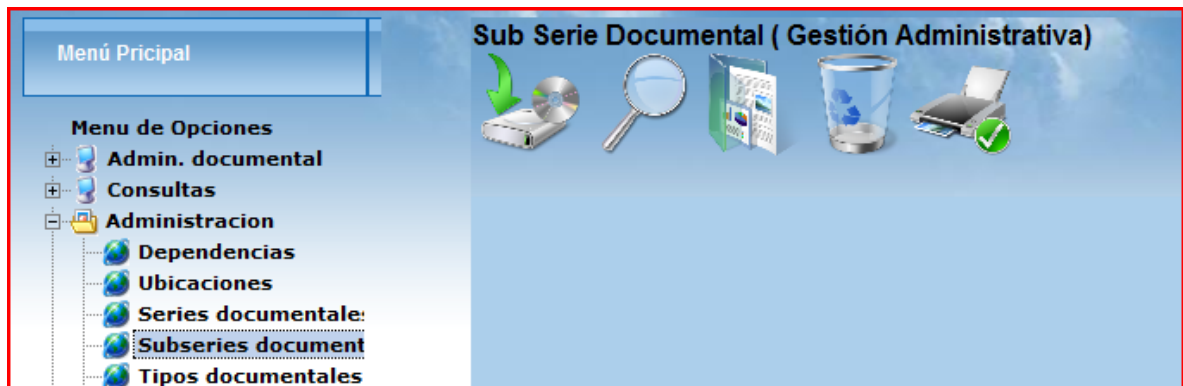 Sub Serie Documental ( Gestión Administrativa)
Menú Pricipal
Menu de Opciones
Admin. documental
Consultas
Administracion
Dependencias
Ubicaciones
Series documentale
Subseries document
Tipos documentales